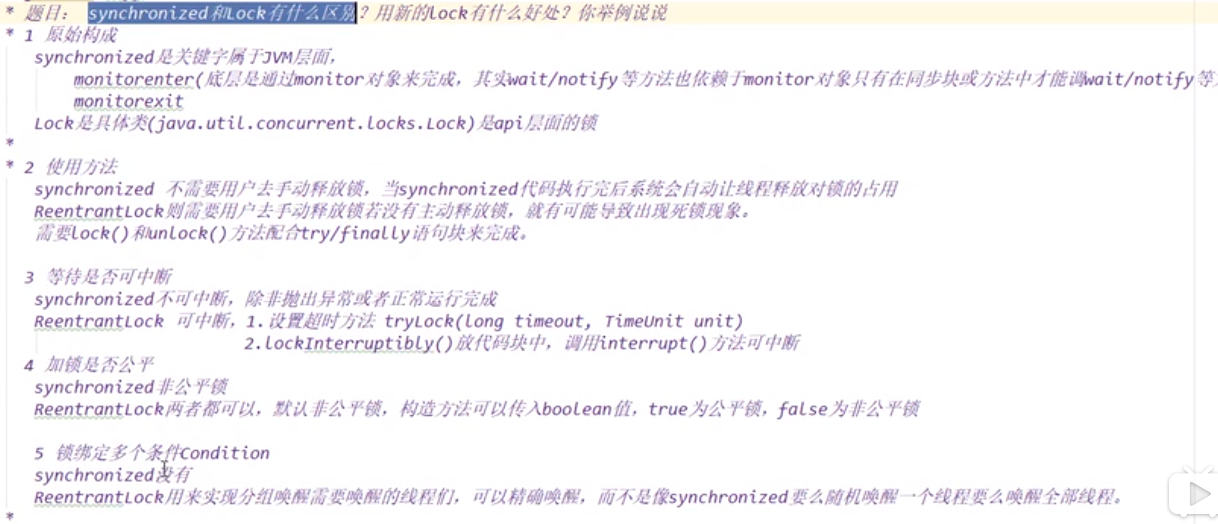 * 题目： synchronized和Lock有什么区别？用新的lock有什么好处？你举例说说
* 1 原始构成
synchronized是关键字属于JVM层面，
monitorenter(底层是通过monitor对象来完成，其实wait/notify等方法也依赖于monitor对象只有在同步块或方法中才能调wait/notify等
monitorexit
Lock是具体类(java.util.concurrent.locks.Lock)是api层面的锁
*
* 2 使用方法
synchronized 不需要用户去手动释放锁，当synchronized代码执行完后系统会自动让线程释放对锁的占用
ReentrantLock则需要用户去手动释放锁若没有主动释放锁，就有可能导致出现死锁现象。
需要lock()和unlock()方法配合try/finally语句块来完成。
3 等待是否可中断
synchronized不可中断，除非抛出异常或者正常运行完成
ReentrantLock 可中断，1.设置超时方法 tryLock(long timeout, TimeUnit unit)
2.lockInterruptibly()放代码块中，调用interrupt()方法可中断
4 加锁是否公平
synchronized非公平锁
ReentrantLock两者都可以，默认非公平锁，构造方法可以传入boolean值，true为公平锁，false为非公平锁
5 锁绑定多个条件Condition
synchronized没有
ReentrantLock用来实现分组唤醒需要唤醒的线程们，可以精确唤醒，而不是像synchronized要么随机唤醒一个线程要么唤醒全部线程。
*